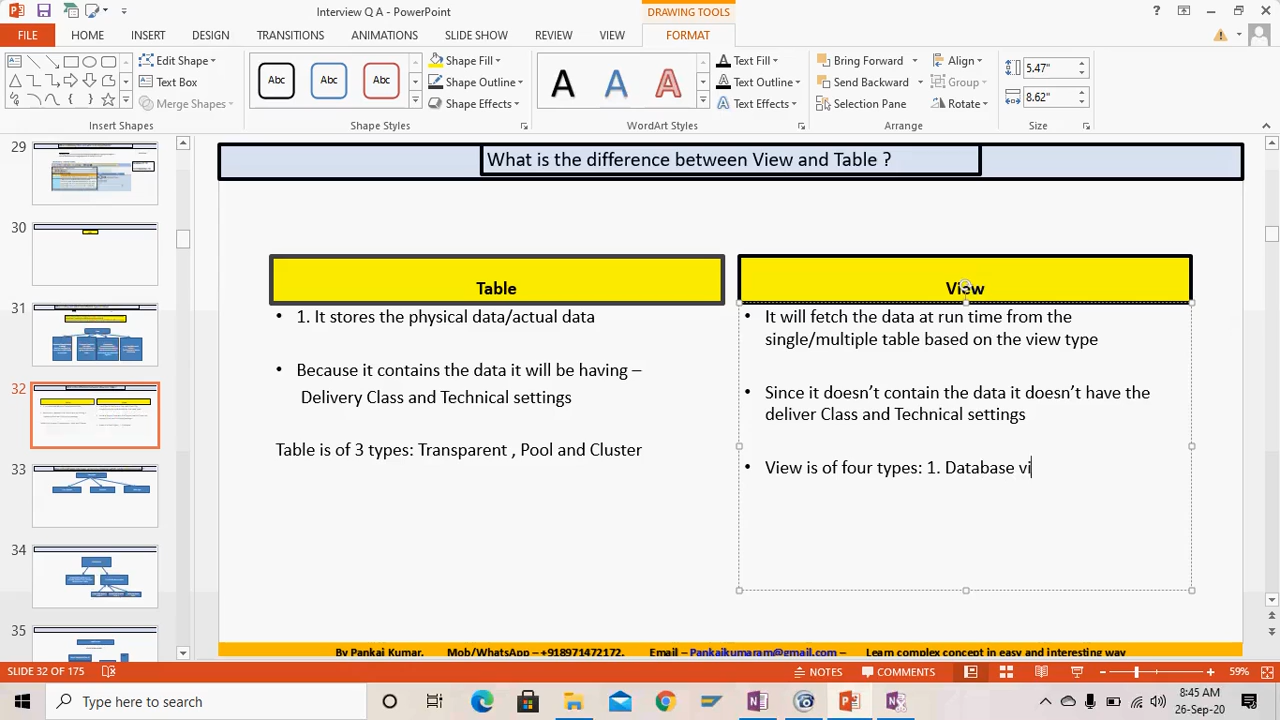 Interview Q A - PowerPoint
DRAWING TOOLS
FILE
HOME
INSERT
DESIGN
TRANSITIONS
ANIMATIONS
SLIDE SHOW
REVIEW
VIEW
FORMAT
Edit Shape
Text Box
Merge Shapes
Insert Shapes
Abc
Abc
Abc
Shape Fill
Shape Outline
Shape Effects
Shape Styles
A
A
A
Text Fill
Text Outline
Text Effects
WordArt Styles
Bring Forward
Send Backward
Selection Pane
Align
Group
Rotate
Arrange
5.47"
8.62"
Size
29
30
31
32
33
34
35
What is the difference between View and Table ?
Table
• 1. It stores the physical data/actual data
• Because it contains the data it will be having –
Delivery Class and Technical settings
Table is of 3 types: Transparent , Pool and Cluster
View
• It will fetch the data at run time from the
single/multiple table based on the view type
• Since it doesn’t contain the data it doesn’t have the
deliver Class and Technical settings
• View is of four types: 1. Database vi
By Pankaj Kumar. Mob/WhatsApp – +918971472172. Email – Pankajkumaram@gmail.com – Learn complex concept in easy and interesting way
SLIDE 32 OF 175
NOTES
COMMENTS
59%
Type here to search
8:45 AM
26-Sep-20